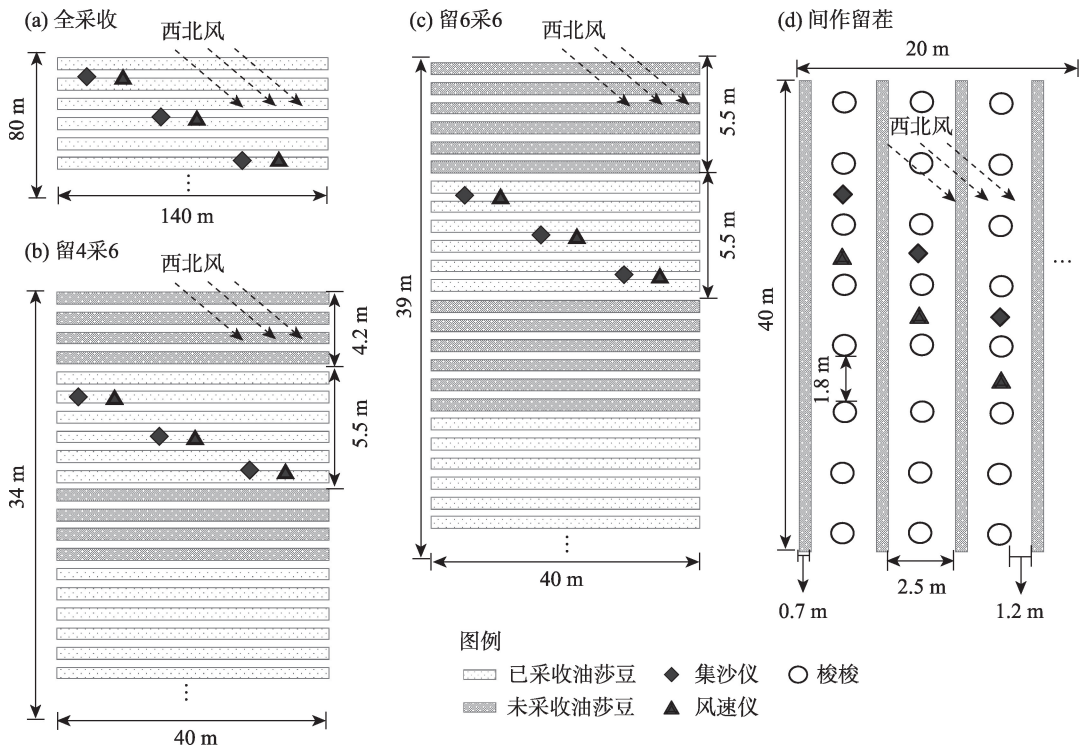 (a) 全采收
西北风
80 m
⋮
140 m
(b) 留4采6
西北风
4.2 m
5.5 m
34 m
⋮
40 m
(c) 留6采6
西北风
5.5 m
5.5 m
39 m
⋮
40 m
(d) 间作留茬
20 m
西北风
40 m
1.8 m
…
0.7 m
2.5 m
1.2 m
图例
已采收油莎豆 集沙仪 梭梭
未采收油莎豆 风速仪